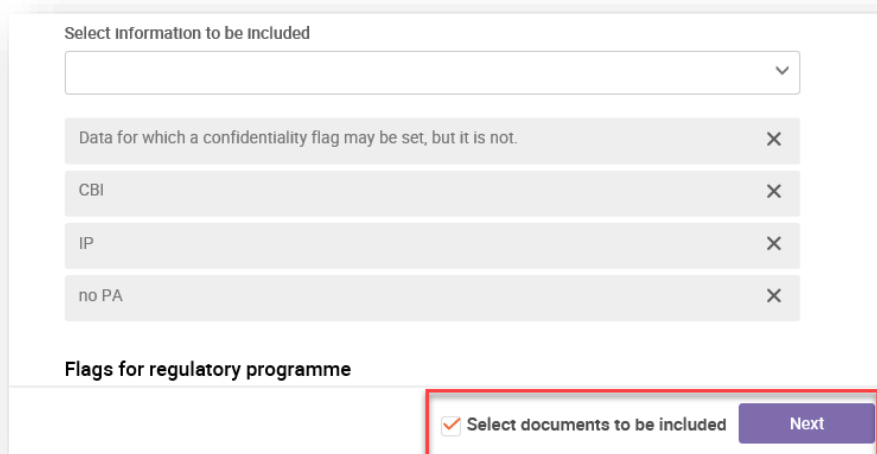 Select information to be included
Data for which a confidentiality flag may be set, but it is not.
CBI
IP
no PA
Flags for regulatory programme
Select documents to be included
Next